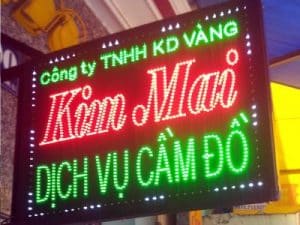 Công ty TNHH KD VÀNG
Kim Mai
DỊCH VỤ CẦM ĐỒ